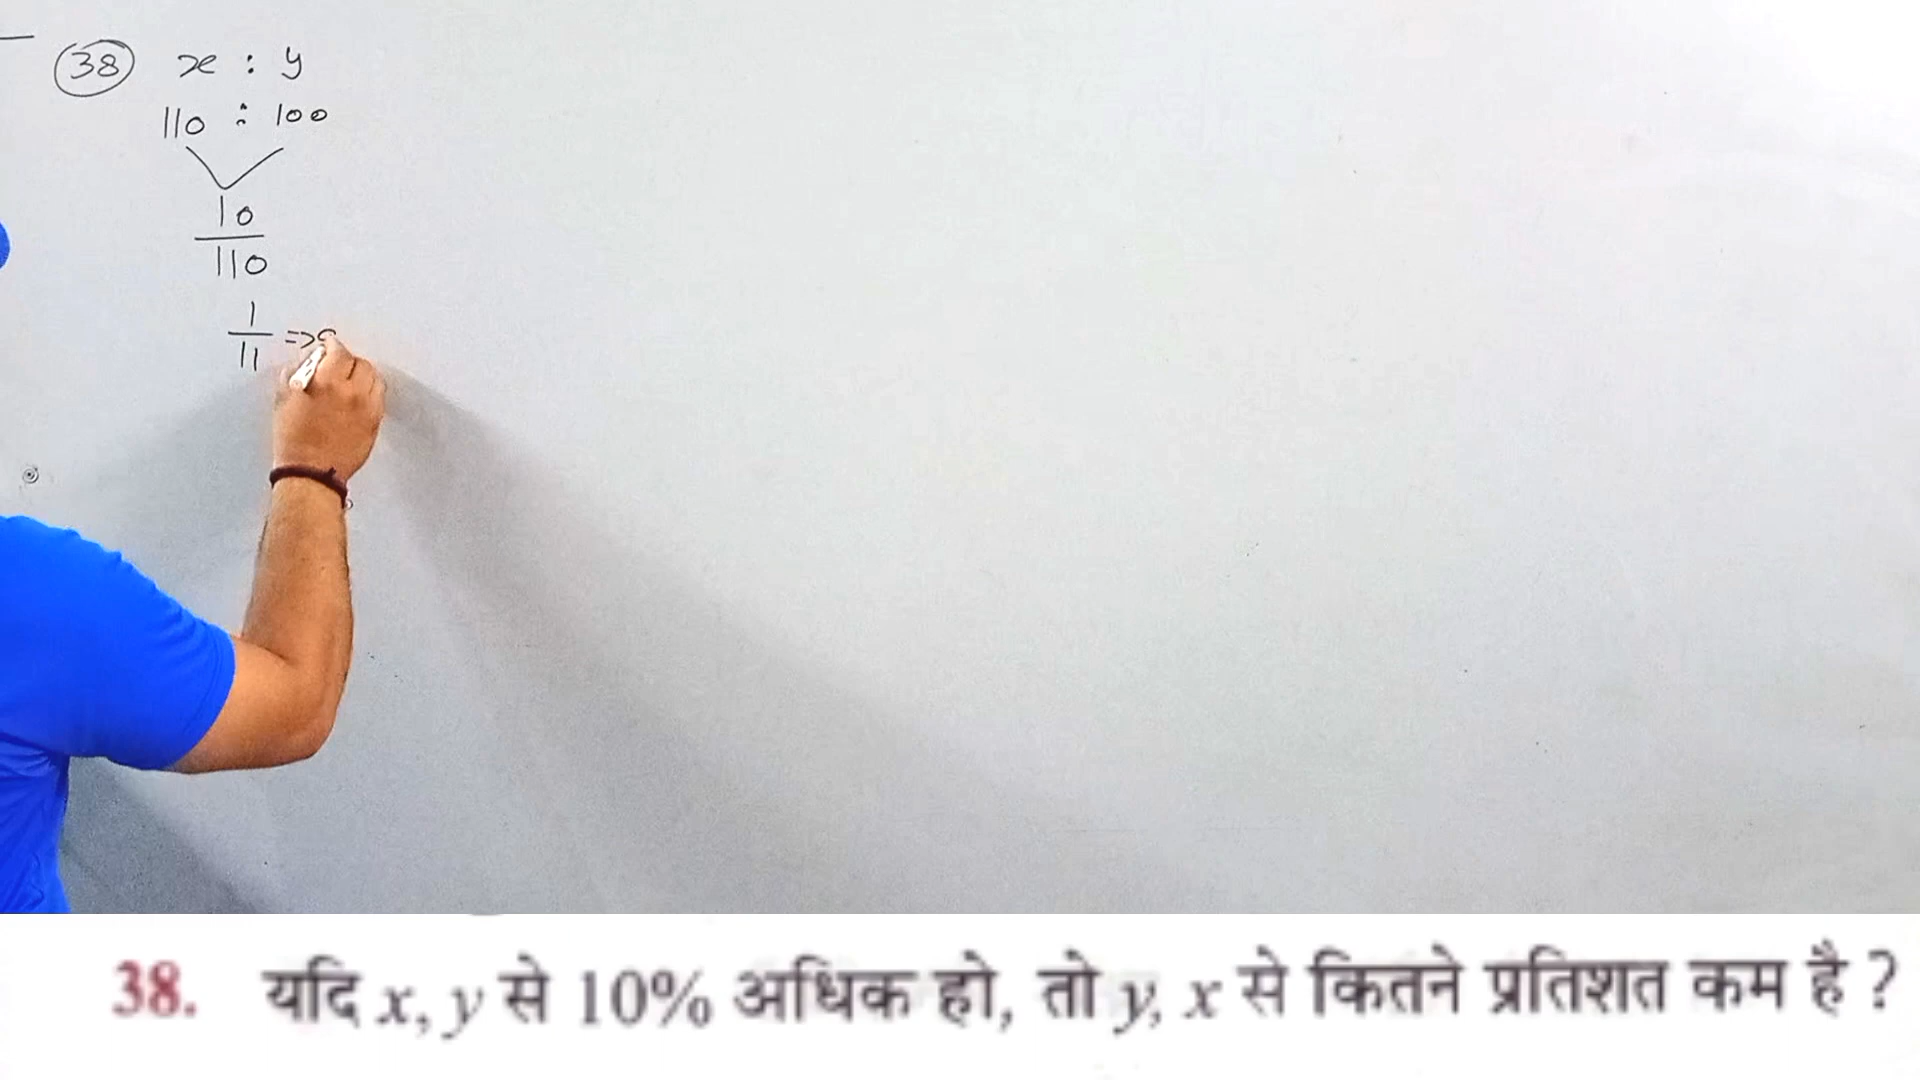 38 x : y
110 : 100
10
110
1
11 =>
38. यदि x, y से 10% अधिक हो, तो y, x से कितने प्रतिशत कम है ?